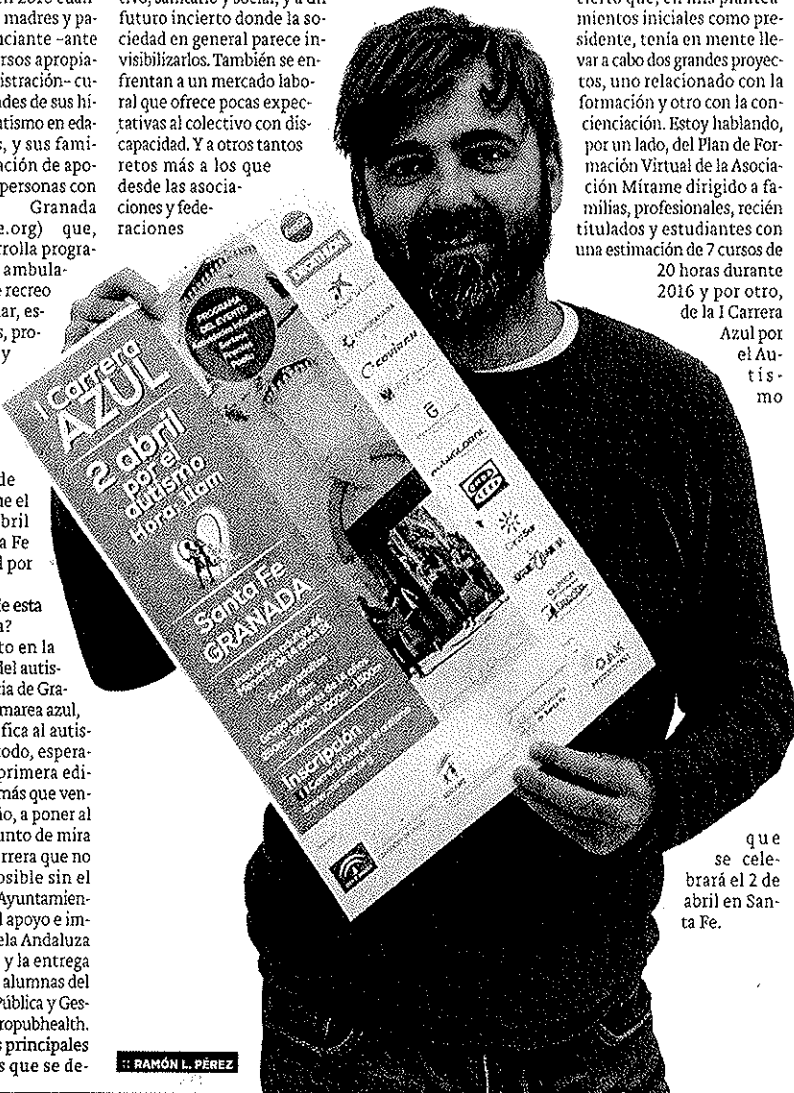 madres y pa-
nciante –ante
rsos apropia-
istración– cu-
ades de sus hi-
atismo en eda-
s, y sus fami-
ación de apo-
personas con
Granada
e.org) que,
rrolla progra-
ambula-
recreo
ar, es-
s, pro-
y
de
ne el
bril
a Fe
l por
fe esta
a?
to en la
del autis-
cia de Gra-
marea azul,
fica al autis-
todo, espera-
primera edi-
más que ven-
io, a poner al
unto de mira
rrera que no
osible sin el
Ayuntamien-
l apoyo e im-
ela Andaluza
y la entrega
alumnas del
Pública y Ges-
ropubhealth.
s principales
s que se de-
tivo, sanitario y social, y a un
futuro incierto donde la so-
ciedad en general parece in-
visibilizarlos. También se en-
frentan a un mercado labo-
ral que ofrece pocas expec-
tativas al colectivo con dis-
capacidad. Y a otros tantos
retos más a los que
desde las asocia-
ciones y fede-
raciones
cierto que, en mis plantea-
mientos iniciales como pre-
sidente, tenía en mente lle-
var a cabo dos grandes proyec-
tos, uno relacionado con la
formación y otro con la con-
cienciación. Estoy hablando,
por un lado, del Plan de For-
mación Virtual de la Asocia-
ción Mírame dirigido a fa-
milias, profesionales, recién
titulados y estudiantes con
una estimación de 7 cursos de
20 horas durante
2016 y por otro,
de la I Carrera
Azul por
el Au-
tis-
mo
que
se cele-
brará el 2 de
abril en San-
ta Fe.
I Carrera
AZUL
2 abril
por el
autismo
Hora: 11am
Santa Fe
GRANADA
Inscripción
covirán
:: RAMÓN L. PÉREZ